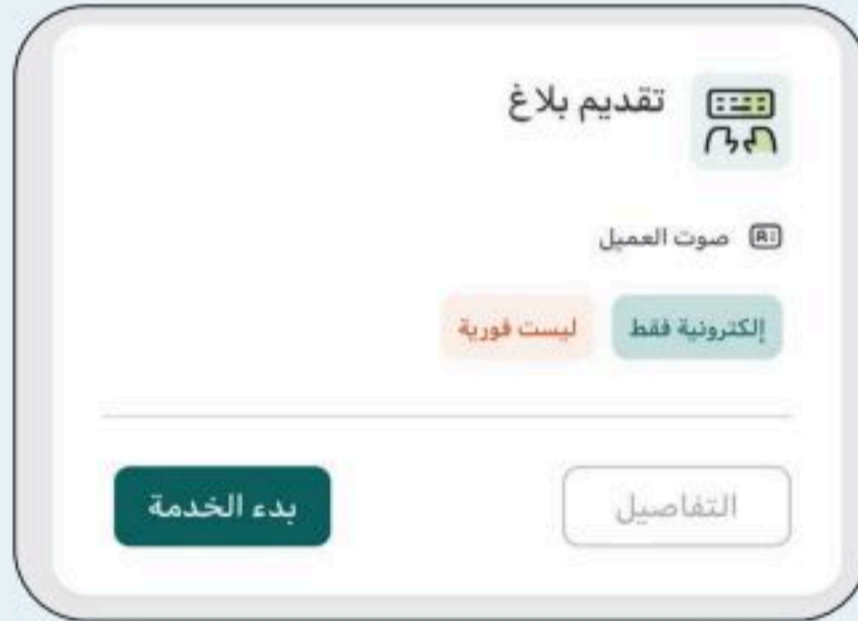 تقديم بلاغ
صوت العميل
إلكترونية فقط ليست فورية
التفاصيل بدء الخدمة